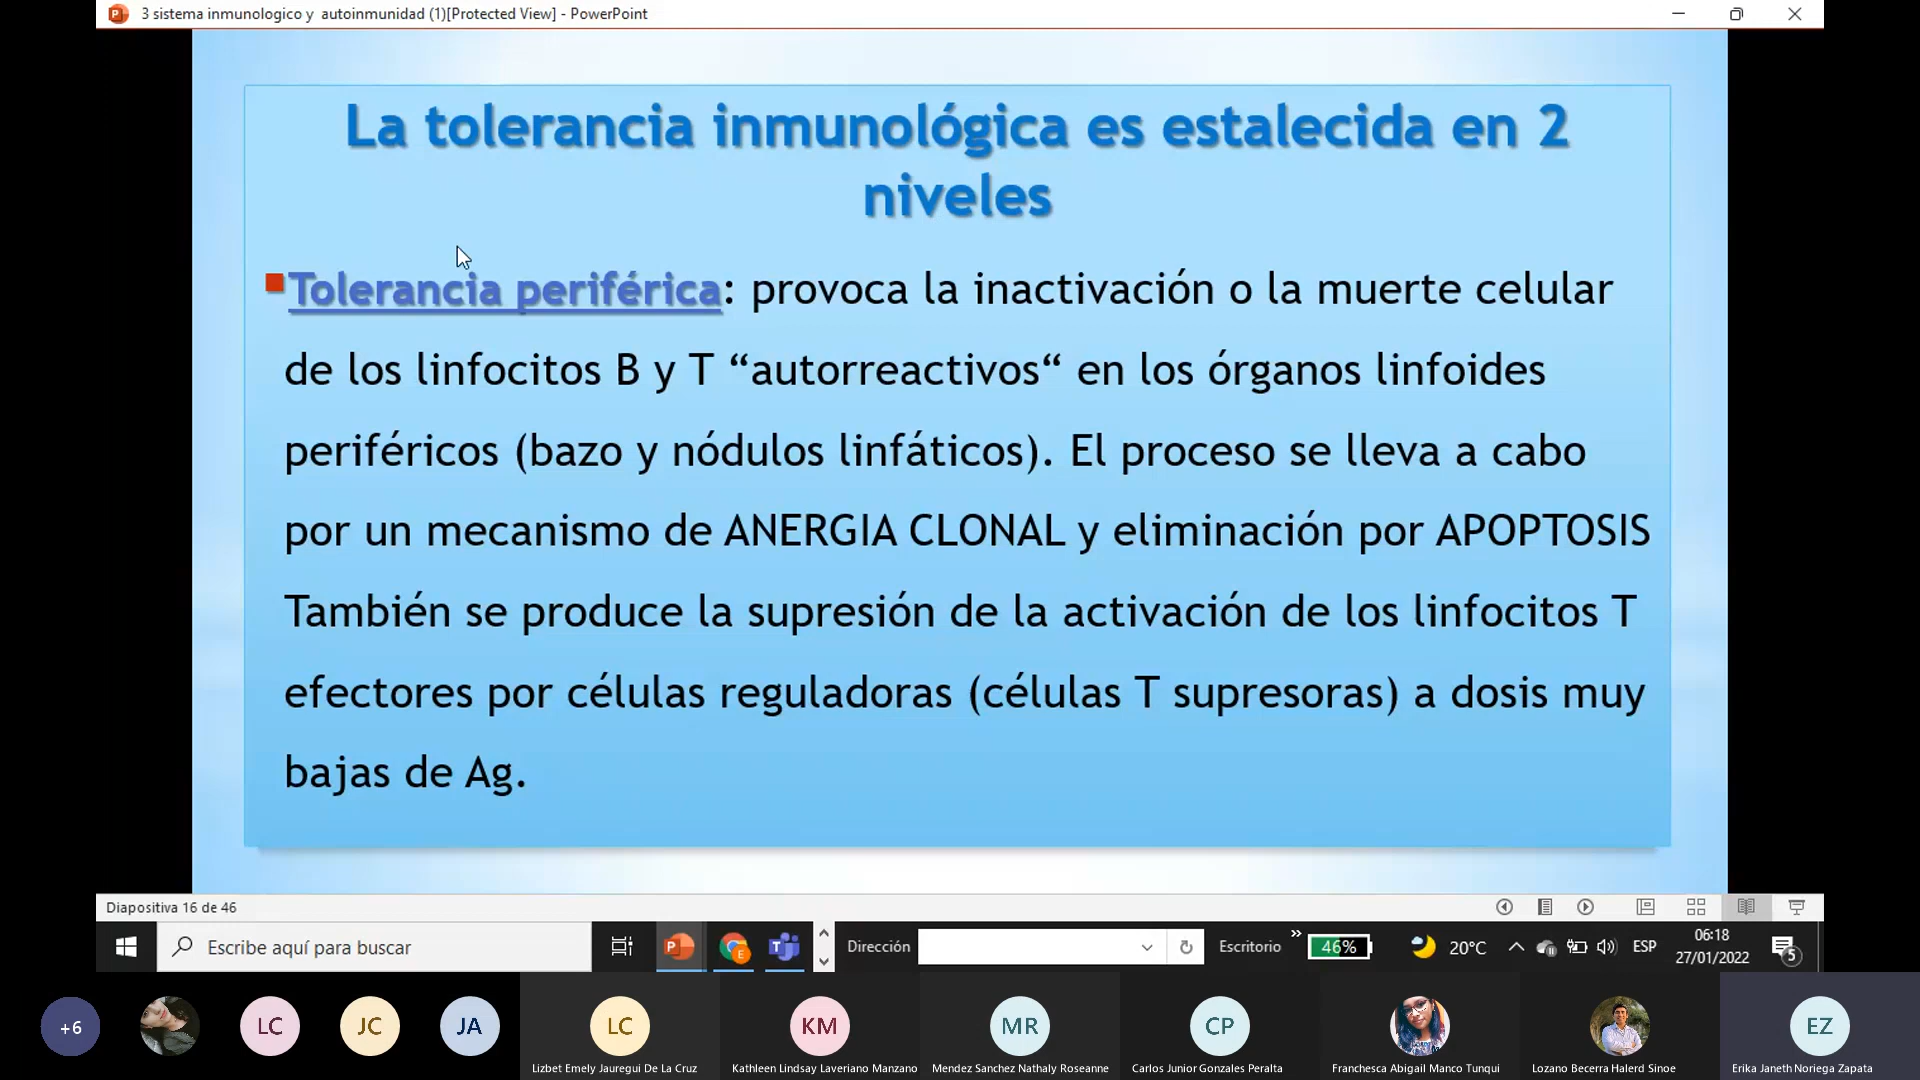 3 sistema inmunologico y  autoinmunidad (1)[Protected View] - PowerPoint
La tolerancia inmunológica es estalecida en 2
niveles
Tolerancia periférica: provoca la inactivación o la muerte celular
de los linfocitos B y T “autorreactivos“ en los órganos linfoides
periféricos (bazo y nódulos linfáticos). El proceso se lleva a cabo
por un mecanismo de ANERGIA CLONAL y eliminación por APOPTOSIS
También se produce la supresión de la activación de los linfocitos T
efectores por células reguladoras (células T supresoras) a dosis muy
bajas de Ag.
Diapositiva 16 de 46
Escribe aquí para buscar
Dirección
Escritorio
46%
20°C
ESP
06:18
27/01/2022
5
+6
LC
JC
JA
LC
KM
MR
CP
EZ
Lizbet Emely Jauregui De La Cruz
Kathleen Lindsay Laveriano Manzano
Mendez Sanchez Nathaly Roseanne
Carlos Junior Gonzales Peralta
Franchesca Abigail Manco Tunqui
Lozano Becerra Halerd Sinoe
Erika Janeth Noriega Zapata